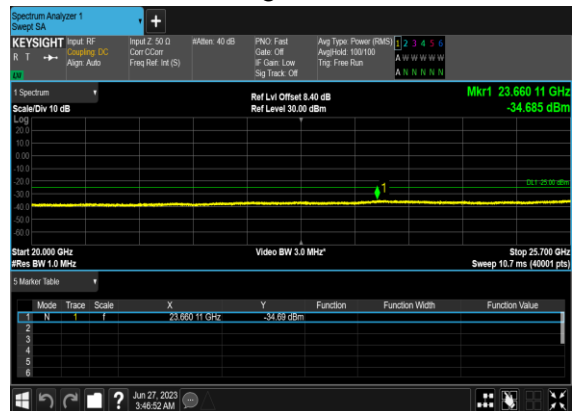 Spectrum Analyzer 1
Swept SA
+
KEYSIGHT Input: RF Input Z: 50 Ω #Atten: 40 dB PNO: Fast Avg Type: Power (RMS) 1 2 3 4 5 6
R T Coupling: DC Corr CCorr Gate: Off Avg|Hold: 100/100 A W W W W W
Align: Auto Freq Ref: Int (S) IF Gain: Low Trig: Free Run A N N N N N
Sig Track: Off
1 Spectrum Ref Lvl Offset 8.40 dB Mkr1 23.660 11 GHz
Scale/Div 10 dB Ref Level 30.00 dBm -34.685 dBm
Log
20.0
10.0
0.00
-10.0
-20.0
-30.0
-40.0
-50.0
-60.0
1
DL1 -25.00 dBm
Start 20.000 GHz Video BW 3.0 MHz* Stop 25.700 GHz
#Res BW 1.0 MHz Sweep 10.7 ms (40001 pts)
5 Marker Table
Mode Trace Scale X Y Function Function Width Function Value
1 N 1 f 23.660 11 GHz -34.69 dBm
2
3
4
5
6
? Jun 27, 2023
3:46:52 AM